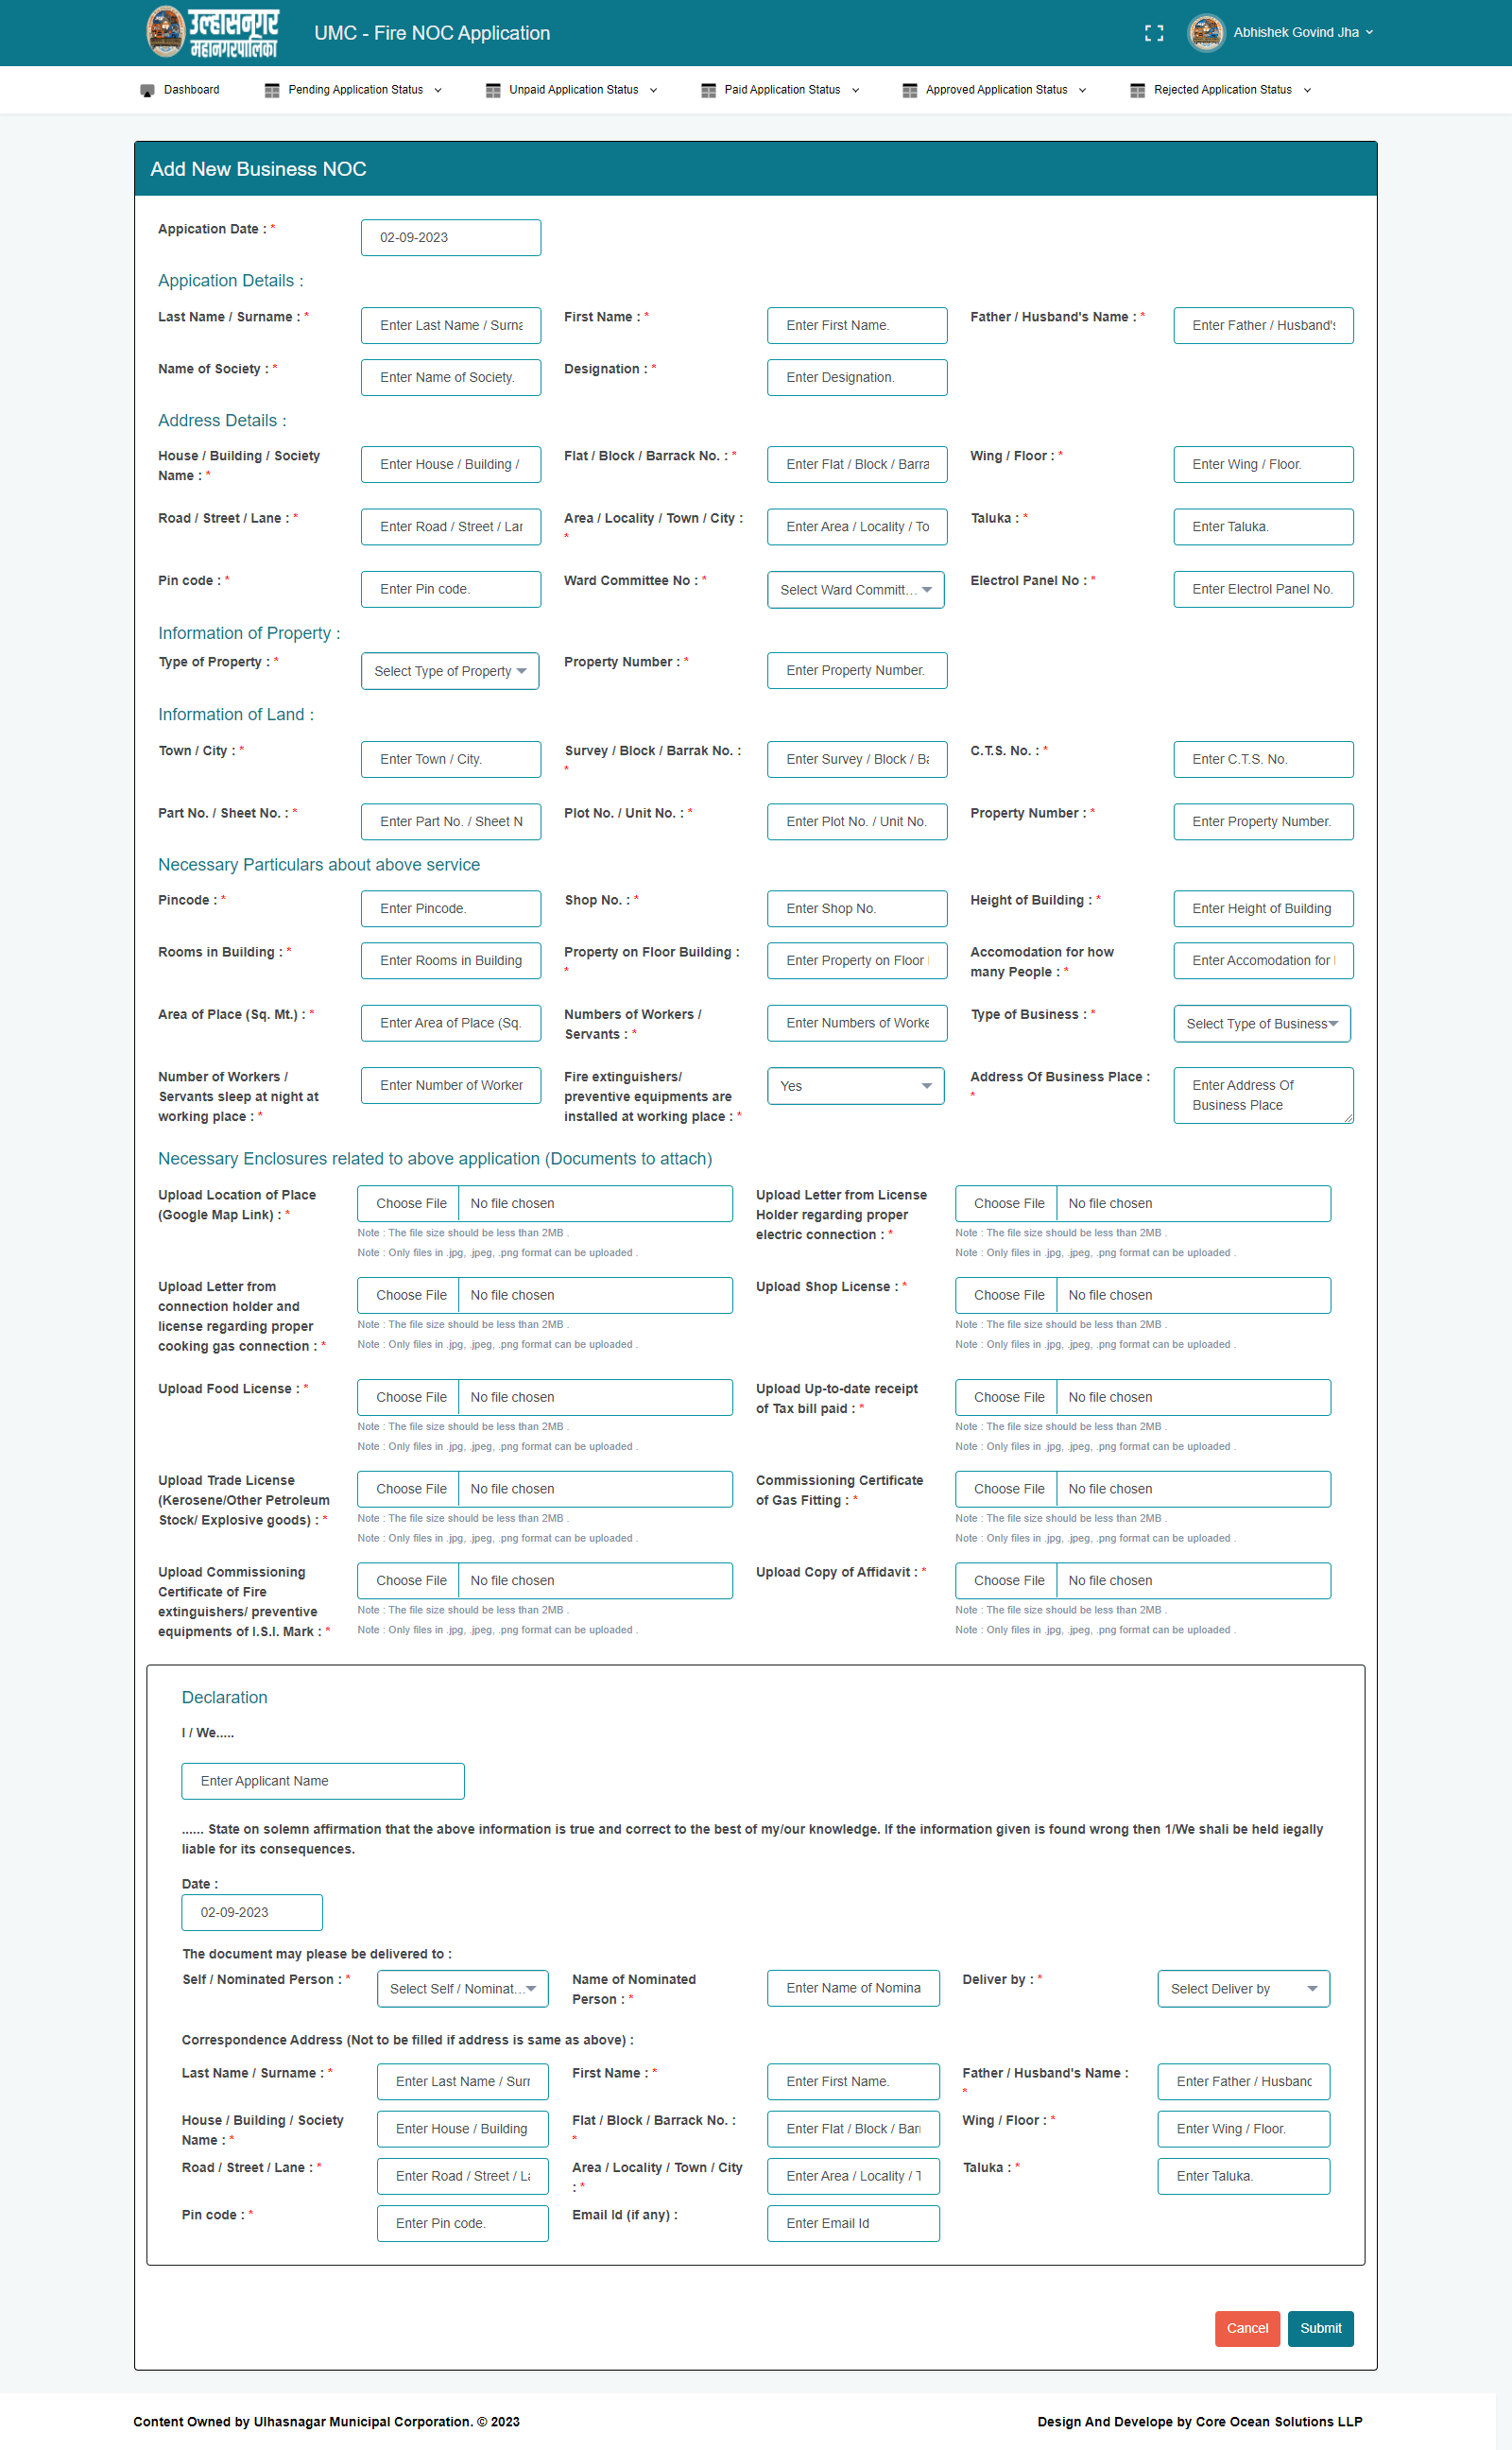 उल्हासनगर
महानगरपालिका
UMC - Fire NOC Application
Abhishek Govind Jha
Dashboard Pending Application Status Unpaid Application Status Paid Application Status Approved Application Status Rejected Application Status
Add New Business NOC
Appication Date : * 02-09-2023
Appication Details :
Last Name / Surname : * Enter Last Name / Surna First Name : * Enter First Name. Father / Husband's Name : * Enter Father / Husband's
Name of Society : * Enter Name of Society. Designation : * Enter Designation.
Address Details :
House / Building / Society Enter House / Building / Flat / Block / Barrack No. : * Enter Flat / Block / Barra Wing / Floor : * Enter Wing / Floor.
Name : *
Road / Street / Lane : * Enter Road / Street / Lar Area / Locality / Town / City : Enter Area / Locality / To Taluka : * Enter Taluka.
*
Pin code : * Enter Pin code. Ward Committee No : * Select Ward Committ... Electrol Panel No : * Enter Electrol Panel No.
Information of Property :
Type of Property : * Select Type of Property Property Number : * Enter Property Number.
Information of Land :
Town / City : * Enter Town / City. Survey / Block / Barrak No. : Enter Survey / Block / Ba C.T.S. No. : * Enter C.T.S. No.
*
Part No. / Sheet No. : * Enter Part No. / Sheet N Plot No. / Unit No. : * Enter Plot No. / Unit No. Property Number : * Enter Property Number.
Necessary Particulars about above service
Pincode : * Enter Pincode. Shop No. : * Enter Shop No. Height of Building : * Enter Height of Building
Rooms in Building : * Enter Rooms in Building Property on Floor Building : Enter Property on Floor Accomodation for how Enter Accomodation for
* many People : *
Area of Place (Sq. Mt.) : * Enter Area of Place (Sq. Numbers of Workers / Enter Numbers of Worke Type of Business : * Select Type of Business
Servants : *
Number of Workers / Enter Number of Worker Fire extinguishers/ Yes Address Of Business Place : Enter Address Of
Servants sleep at night at preventive equipments are * Business Place
working place : * installed at working place : *
Necessary Enclosures related to above application (Documents to attach)
Upload Location of Place Choose File No file chosen Upload Letter from License Choose File No file chosen
(Google Map Link) : * Holder regarding proper
Note : The file size should be less than 2MB . electric connection : * Note : The file size should be less than 2MB .
Note : Only files in .jpg, .jpeg, .png format can be uploaded . Note : Only files in .jpg, .jpeg, .png format can be uploaded .
Upload Letter from Choose File No file chosen Upload Shop License : * Choose File No file chosen
connection holder and
license regarding proper Note : The file size should be less than 2MB . Note : The file size should be less than 2MB .
cooking gas connection : * Note : Only files in .jpg, .jpeg, .png format can be uploaded . Note : Only files in .jpg, .jpeg, .png format can be uploaded .
Upload Food License : * Choose File No file chosen Upload Up-to-date receipt Choose File No file chosen
of Tax bill paid : *
Note : The file size should be less than 2MB . Note : The file size should be less than 2MB .
Note : Only files in .jpg, .jpeg, .png format can be uploaded . Note : Only files in .jpg, .jpeg, .png format can be uploaded .
Upload Trade License Choose File No file chosen Commissioning Certificate Choose File No file chosen
(Kerosene/Other Petroleum of Gas Fitting : *
Stock/ Explosive goods) : * Note : The file size should be less than 2MB . Note : The file size should be less than 2MB .
Note : Only files in .jpg, .jpeg, .png format can be uploaded . Note : Only files in .jpg, .jpeg, .png format can be uploaded .
Upload Commissioning Choose File No file chosen Upload Copy of Affidavit : * Choose File No file chosen
Certificate of Fire
extinguishers/ preventive Note : The file size should be less than 2MB . Note : The file size should be less than 2MB .
equipments of I.S.I. Mark : * Note : Only files in .jpg, .jpeg, .png format can be uploaded . Note : Only files in .jpg, .jpeg, .png format can be uploaded .
Declaration
I / We.....
Enter Applicant Name
...... State on solemn affirmation that the above information is true and correct to the best of my/our knowledge. If the information given is found wrong then 1/We shali be held iegally
liable for its consequences.
Date :
02-09-2023
The document may please be delivered to :
Self / Nominated Person : * Select Self / Nominat... Name of Nominated Enter Name of Nomina Deliver by : * Select Deliver by
Person : *
Correspondence Address (Not to be filled if address is same as above) :
Last Name / Surname : * Enter Last Name / Surr First Name : * Enter First Name. Father / Husband's Name : Enter Father / Husbanc
*
House / Building / Society Enter House / Building Flat / Block / Barrack No. : Enter Flat / Block / Barr Wing / Floor : * Enter Wing / Floor.
Name : * *
Road / Street / Lane : * Enter Road / Street / La Area / Locality / Town / City Enter Area / Locality / T Taluka : * Enter Taluka.
: *
Pin code : * Enter Pin code. Email Id (if any) : Enter Email Id
Cancel Submit
Content Owned by Ulhasnagar Municipal Corporation. © 2023 Design And Develope by Core Ocean Solutions LLP